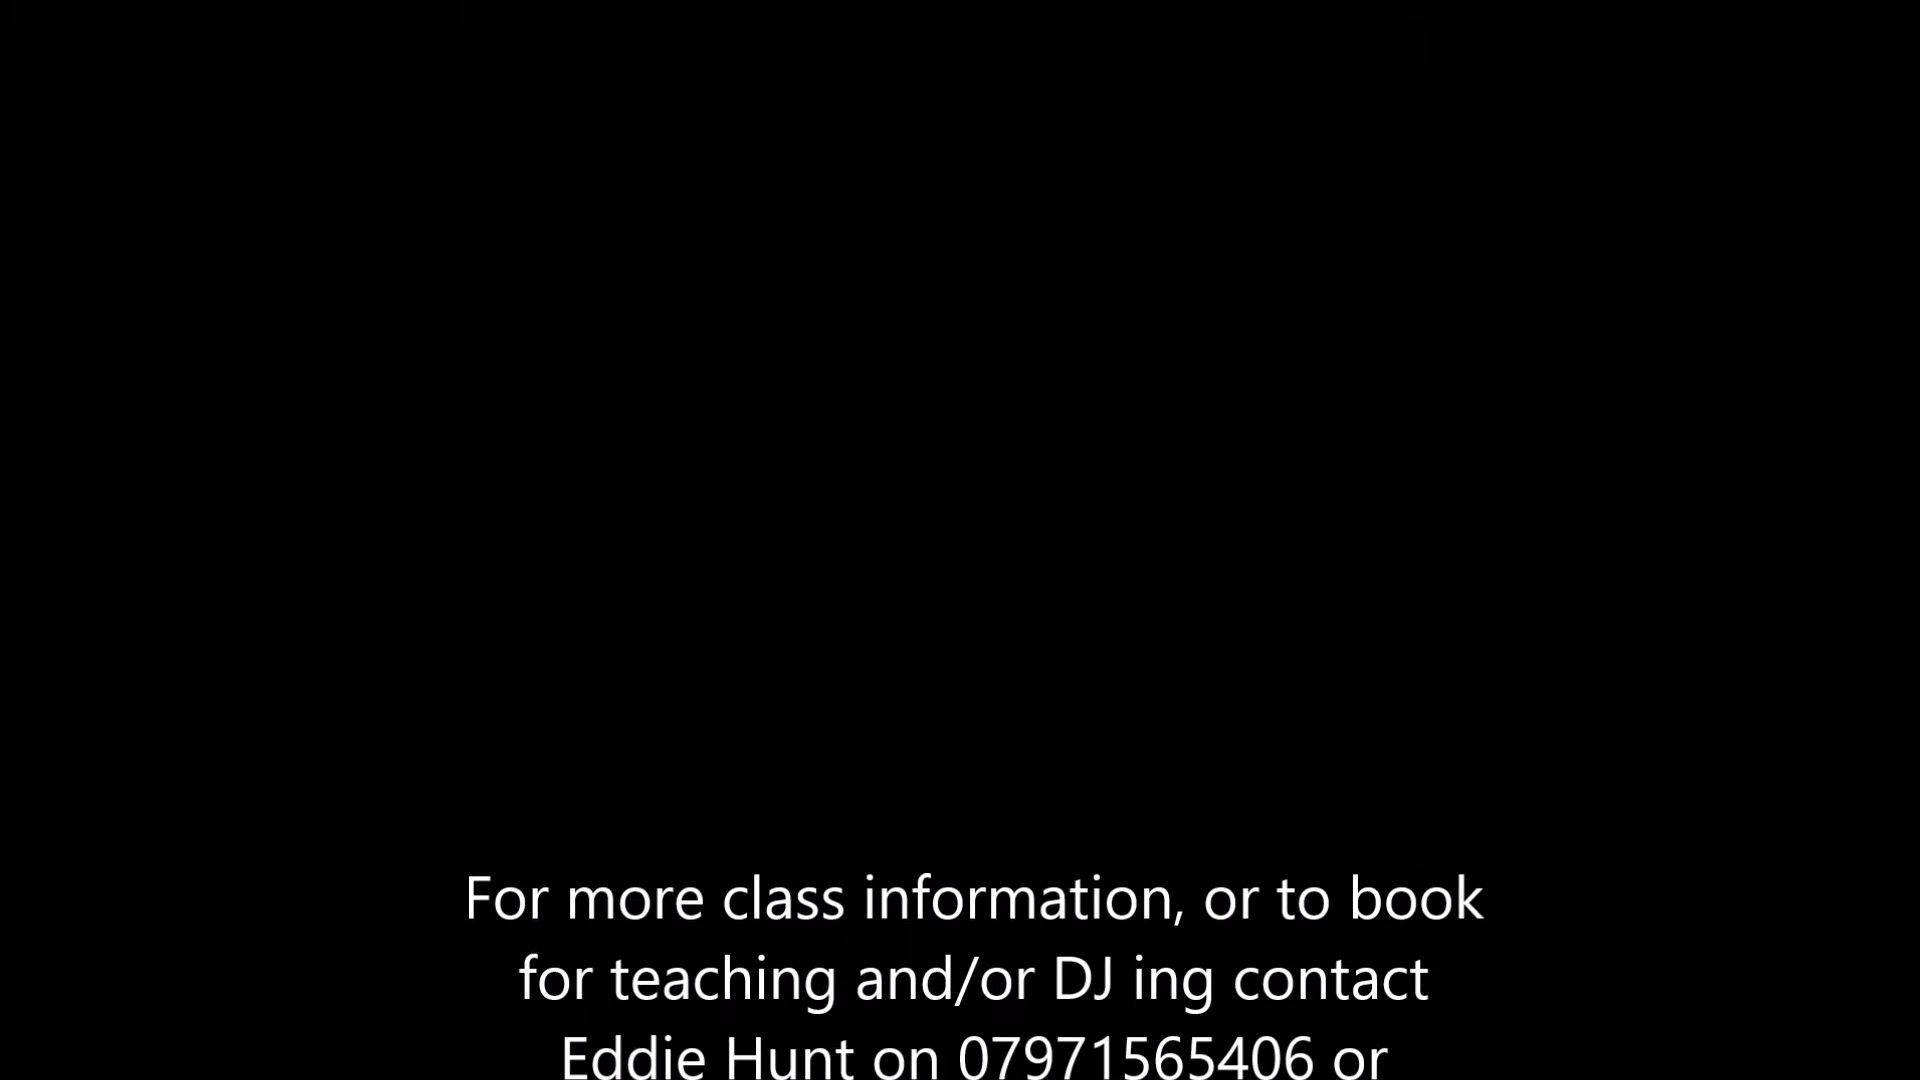 For more class information, or to book
for teaching and/or DJ ing contact
Eddie Hunt on 07971565406 or